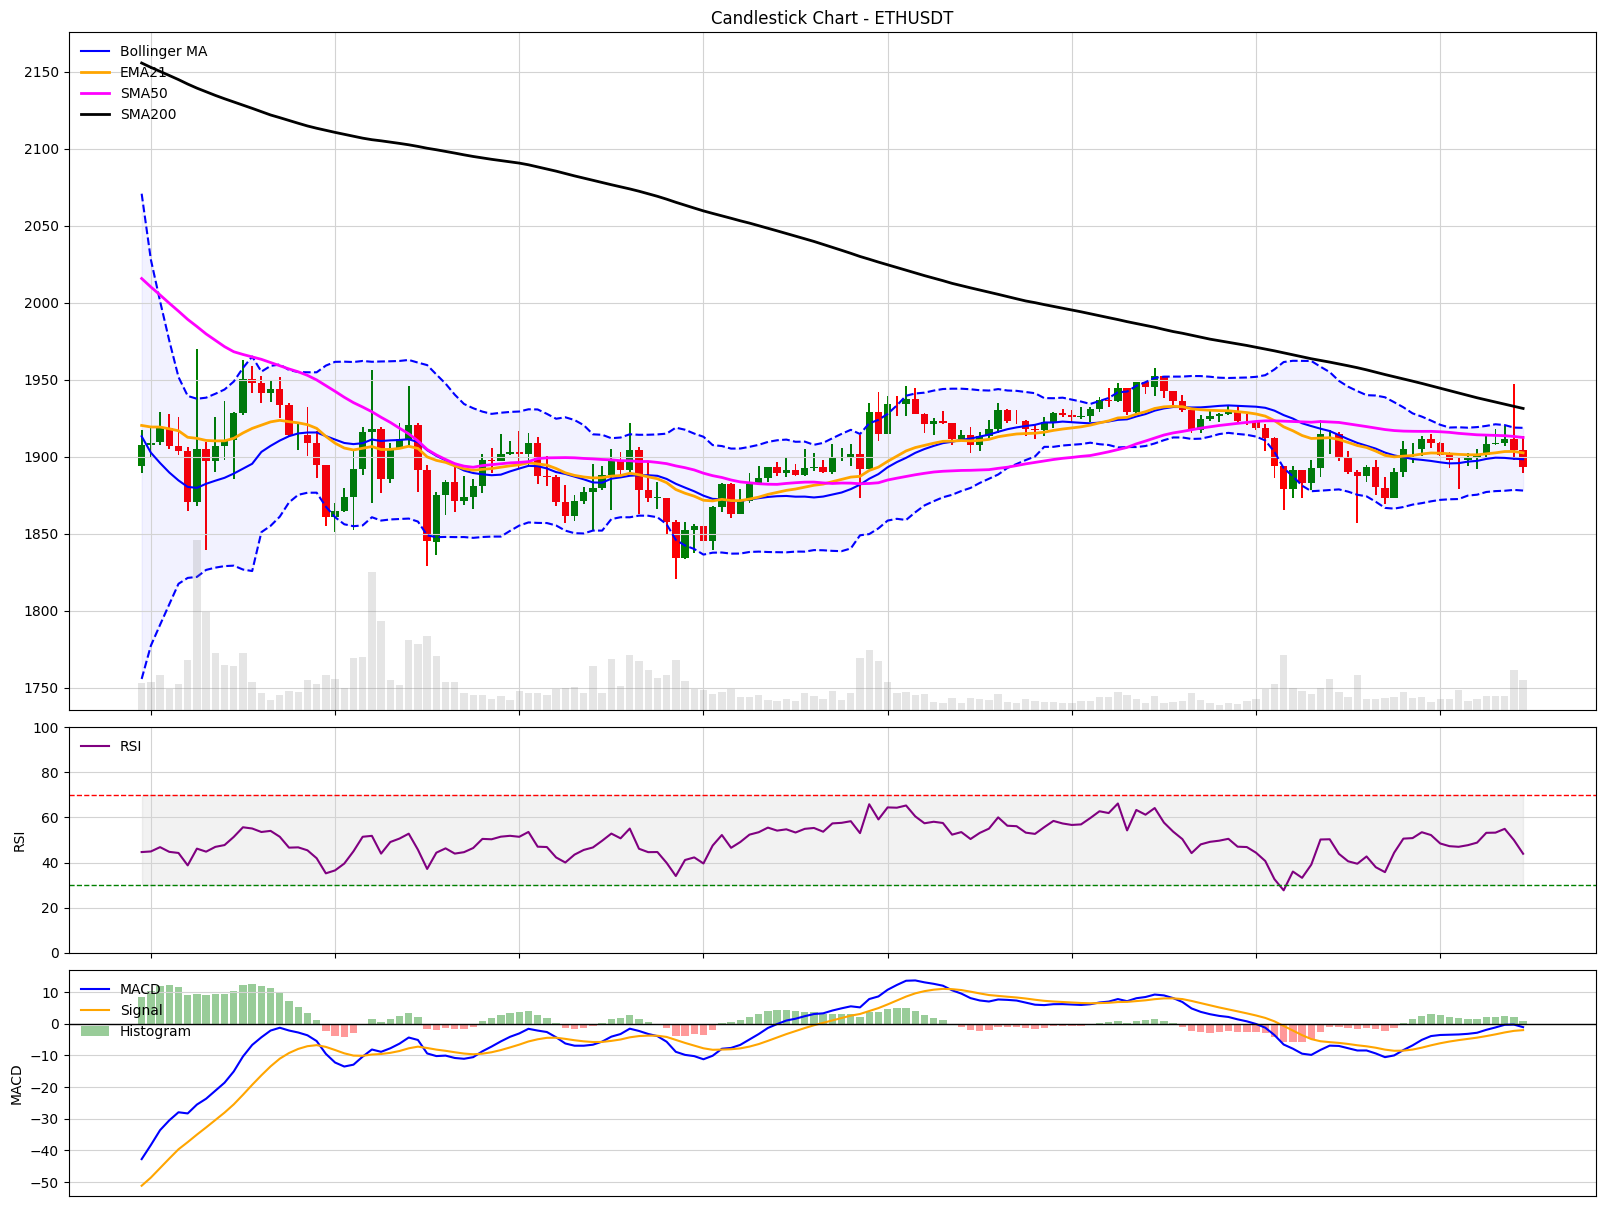 Candlestick Chart - ETHUSDT
Bollinger MA
EMA21
SMA50
SMA200
2150
2100
2050
2000
1950
1900
1850
1800
1750
RSI
RSI
100
80
60
40
20
0
MACD
Signal
Histogram
MACD
10
0
−10
−20
−30
−40
−50